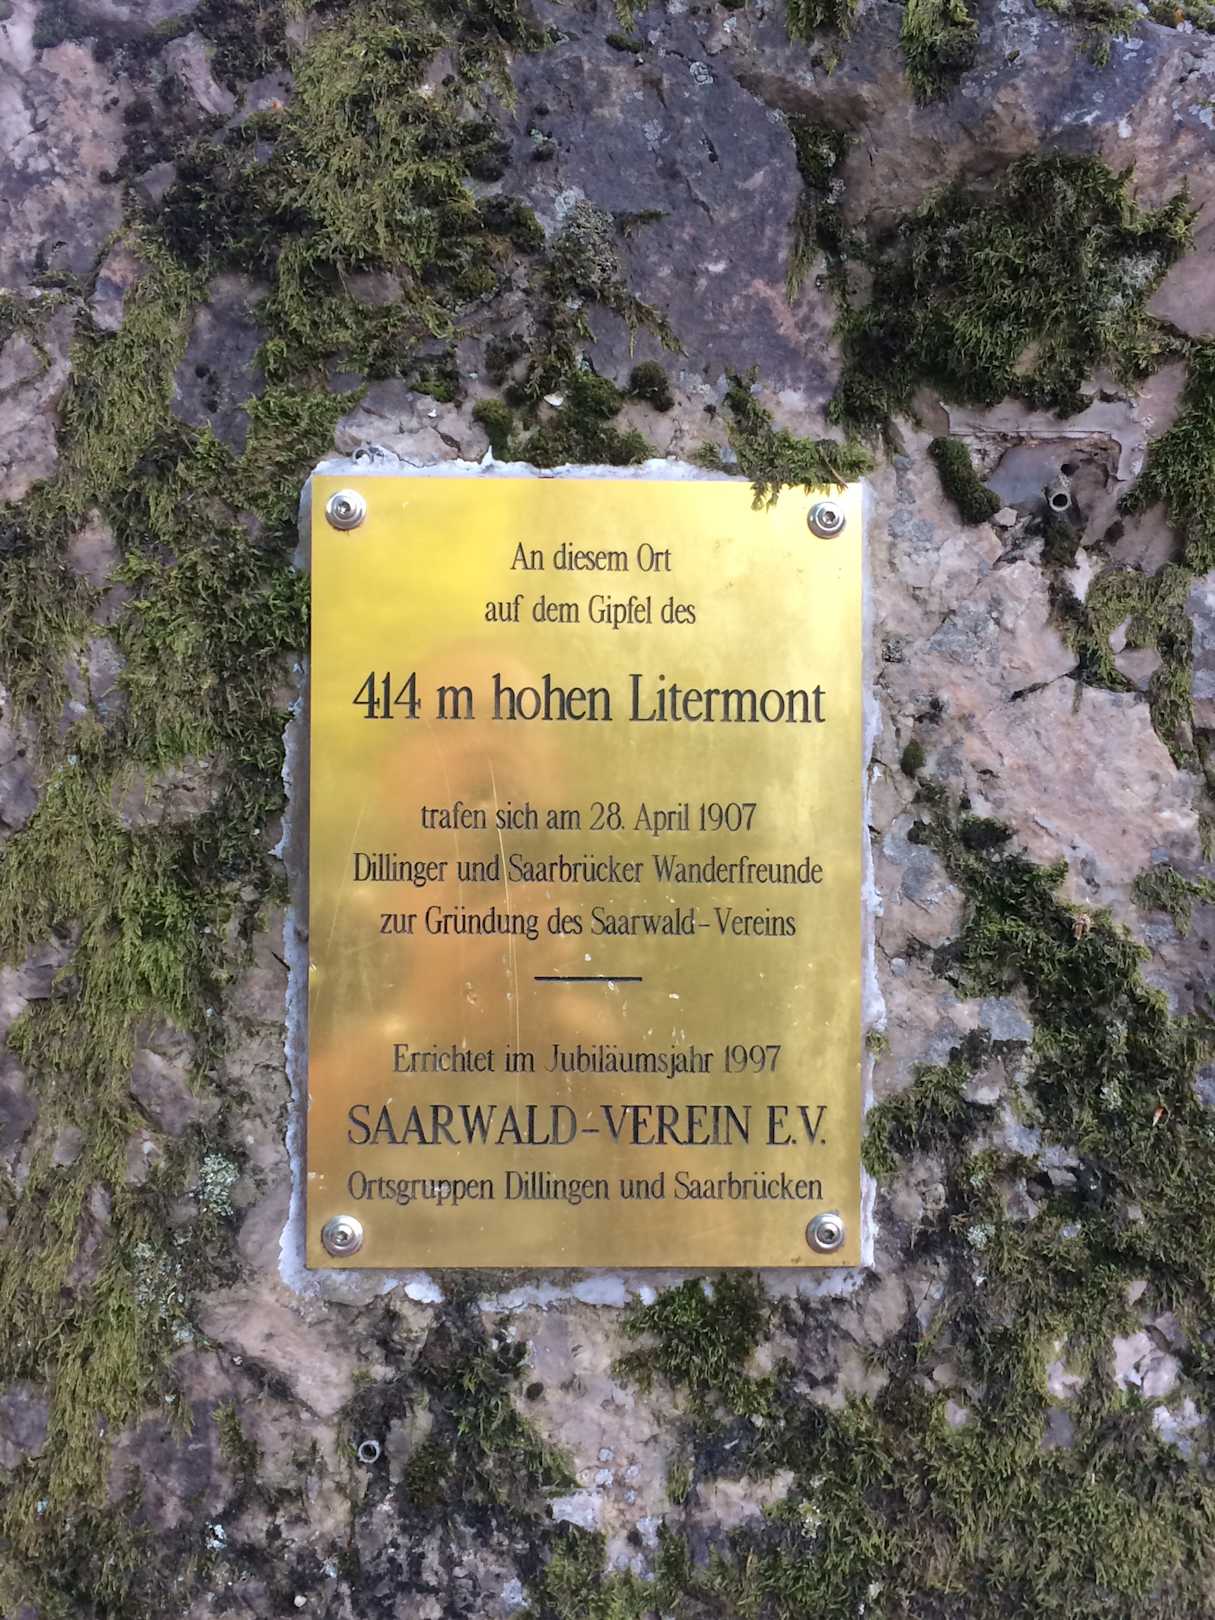 An diesem Ort
auf dem Gipfel des
414 m hohen Litermont
trafen sich am 28. April 1907
Dillinger und Saarbrücker Wanderfreunde
zur Gründung des Saarwald-Vereins
Errichtet im Jubiläumsjahr 1997
SAARWALD-VEREIN E.V.
Ortsgruppen Dillingen und Saarbrücken